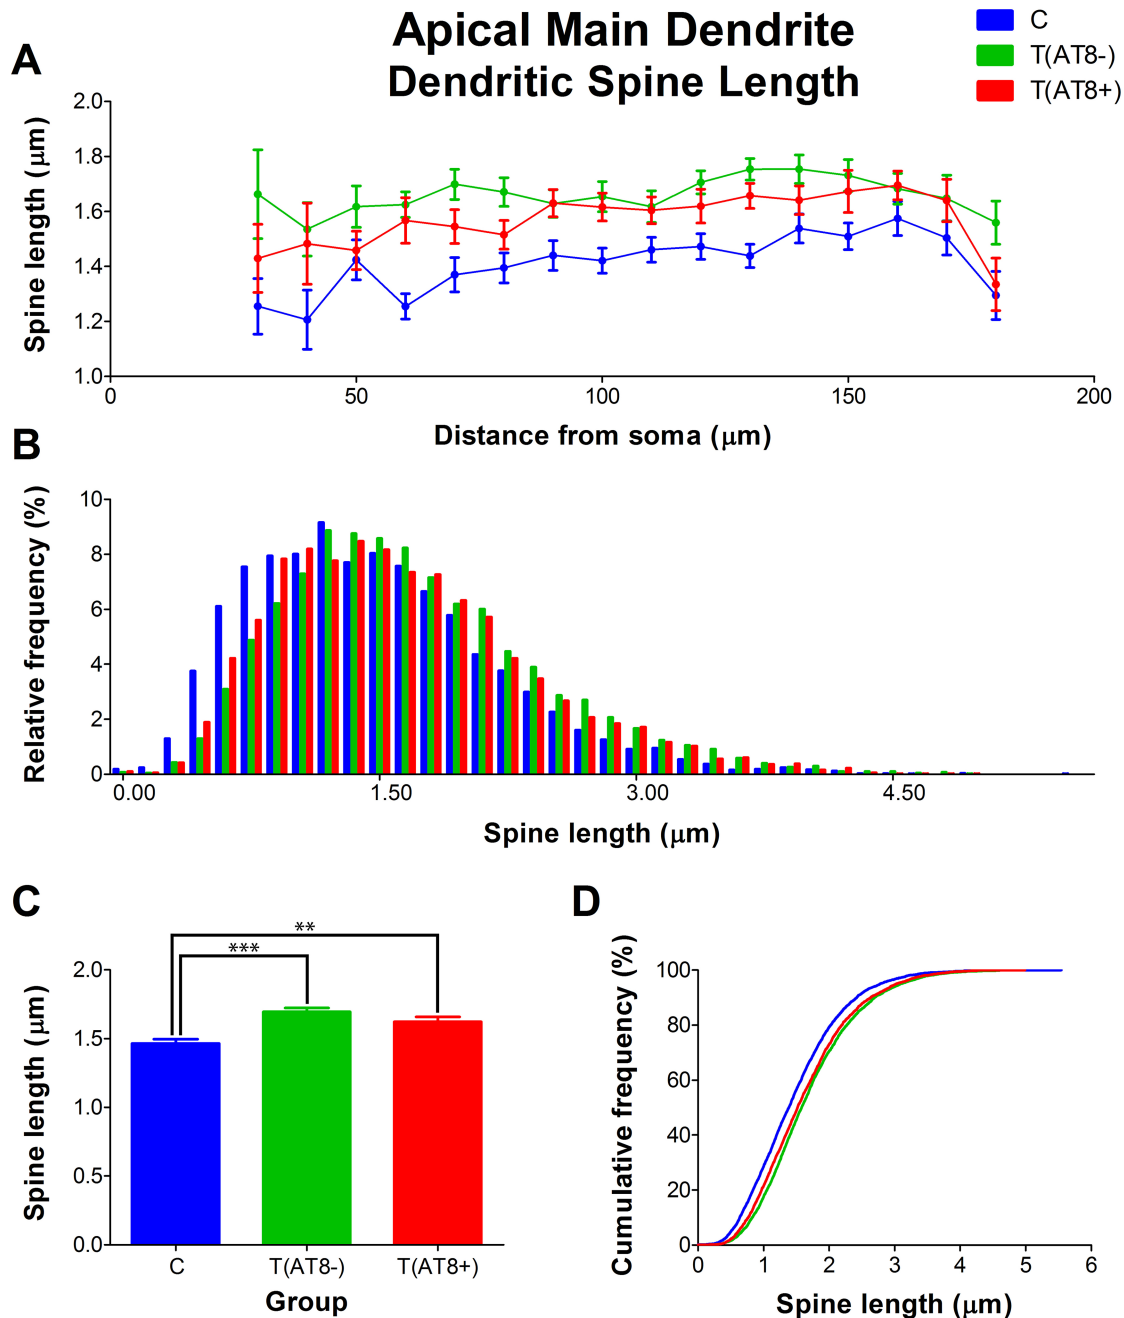 Apical Main Dendrite
Dendritic Spine Length
C
T(AT8-)
T(AT8+)
A
Spine length (μm)
2.0
1.8
1.6
1.4
1.2
1.0
0 50 100 150 200
Distance from soma (μm)
B
Relative frequency (%)
10
8
6
4
2
0
0.00 1.50 3.00 4.50
Spine length (μm)
C
Spine length (μm)
**
***
2.0
1.5
1.0
0.5
0.0
C T(AT8-) T(AT8+)
Group
D
Cumulative frequency (%)
100
80
60
40
20
0
0 1 2 3 4 5 6
Spine length (μm)